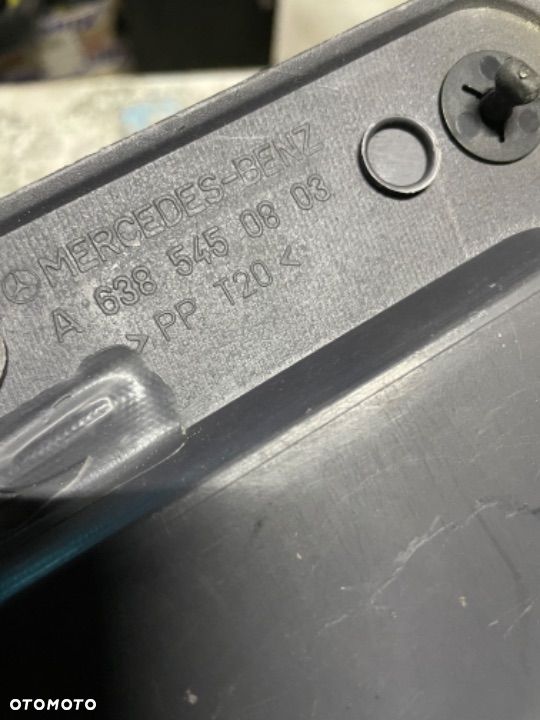 MERCEDES-BENZ
A 638 545 08 03
>PP T20<
OTOMOTO